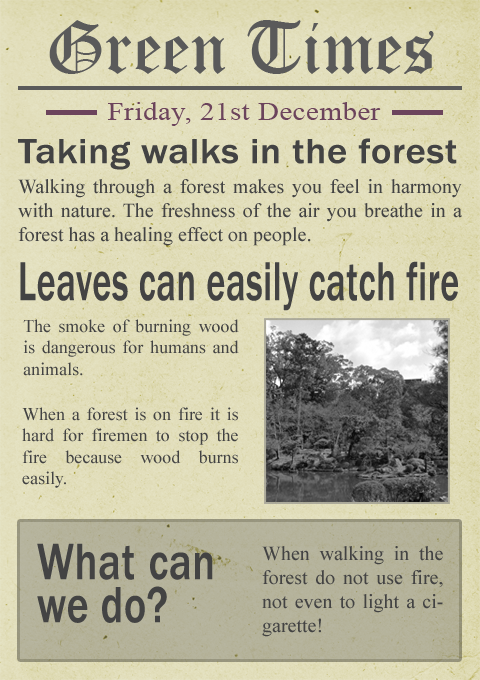 Green Times
Friday, 21st December
Taking walks in the forest
Walking through a forest makes you feel in harmony
with nature. The freshness of the air you breathe in a
forest has a healing effect on people.
Leaves can easily catch fire
The smoke of burning wood
is dangerous for humans and
animals.
When a forest is on fire it is
hard for firemen to stop the
fire because wood burns
easily.
What can
we do?
When walking in the
forest do not use fire,
not even to light a ci-
garette!